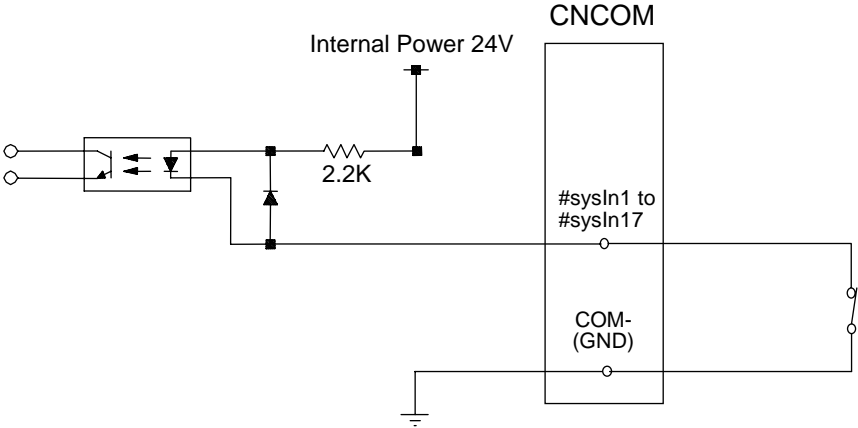 CNCOM
Internal Power 24V
2.2K
#sysIn1 to
#sysIn17
COM-
(GND)